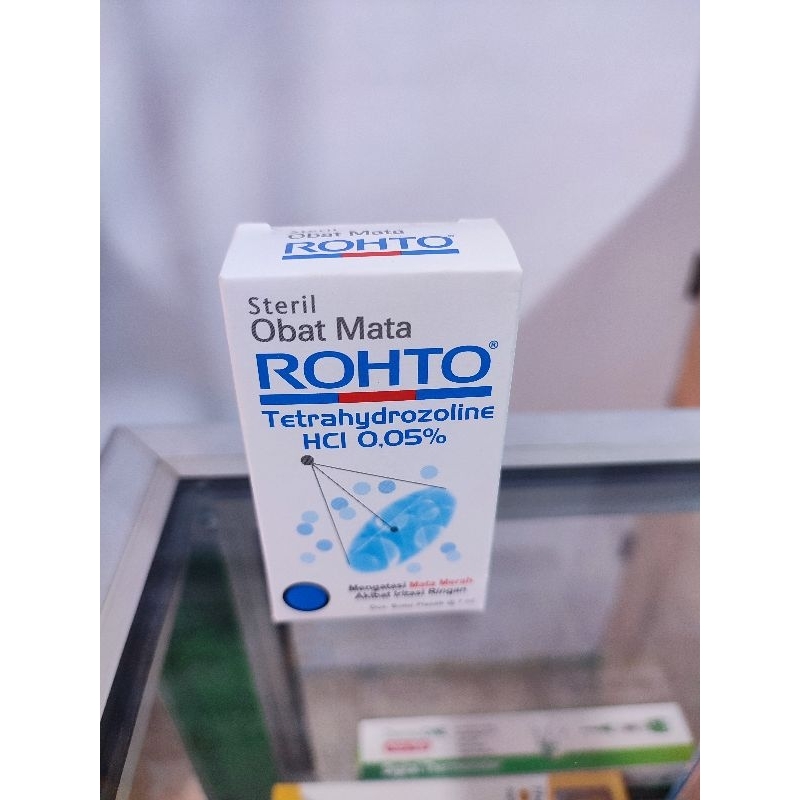 Steril
Obat Mata
ROHTO®
Steril
Obat Mata
ROHTO®
Tetrahydrozoline
HCl 0,05%
Mengatasi Mata Merah
Akibat Iritasi Ringan